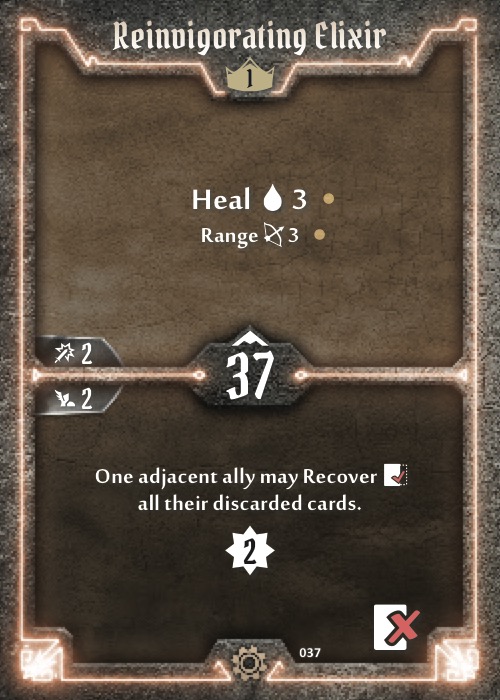 Reinvigorating Elixir
1
Heal 3
Range 3
2
37
2
One adjacent ally may Recover
all their discarded cards.
2
037